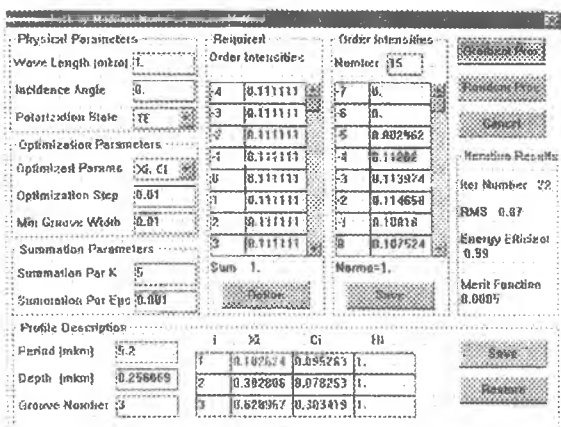 Physical Parameters
Wave Length (mkm) 1.
Incidence Angle 0.
Polarization State TE
Optimization Parameters
Optimized Params Xi, Ci
Optimization Step 0.01
Min Groove Width 0.01
Summation Parameters
Summation Par K 5
Summation Par Eps 0.001
Required
Order Intensities
-4 0.111111
-3 0.111111
-2 0.111111
-1 0.111111
0 0.111111
1 0.111111
2 0.111111
3 0.111111
Sum 1.
Define
Order Intensities
Number 15
-7 0.
-6 0.
-5 0.002962
-4 0.11202
-3 0.113974
-2 0.114658
-1
0 0.107524
Norma=1.
Save
Gradient Proc
Random Proc
Cancel
Iteration Results
Iter Number 22
RMS 0.07
Energy Efficient
0.99
Merit Function
0.0005
Profile Description
Period (mkm) 5.2
Depth (mkm) 0.256669
Groove Number 3
i Xi Ci Hi
1 0.102624 0.095263 1.
2 0.302806 0.078253 1.
3 0.628967 0.303419 1.
Save
Restore